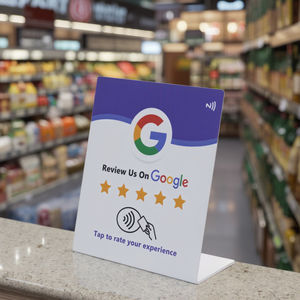 G
Review Us On Google
Tap to rate your experience